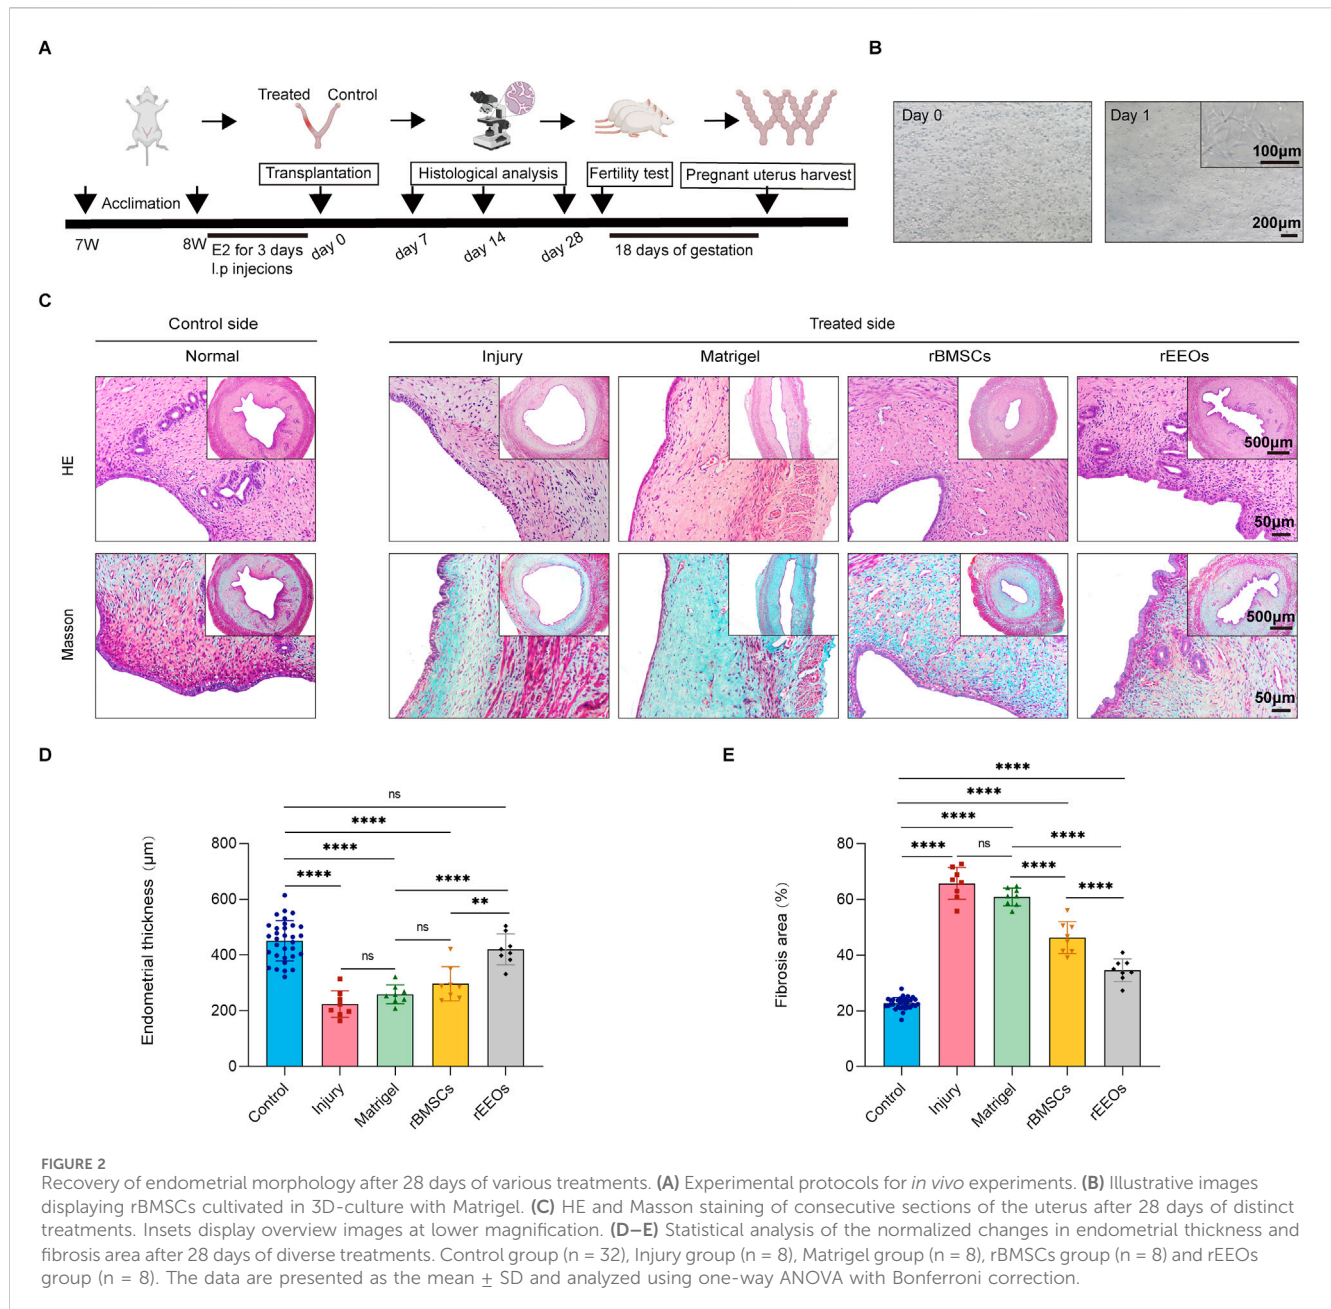 A
Treated
Control
Transplantation
Histological analysis
Fertility test
Pregnant uterus harvest
Acclimation
7W
8W
E2 for 3 days
I.p injecions
day 0
day 7
day 14
day 28
18 days of gestation
B
Day 0
Day 1
100µm
200µm
C
Control side
Treated side
Normal
Injury
Matrigel
rBMSCs
rEEOs
HE
500µm
50µm
Masson
500µm
50µm
D
ns
****
****
****
****
**
ns
ns
Endometrial thickness (µm)
800
600
400
200
0
Control
Injury
Matrigel
rBMSCs
rEEOs
E
****
****
****
****
****
ns
****
****
Fibrosis area (%)
80
60
40
20
0
Control
Injury
Matrigel
rBMSCs
rEEOs
FIGURE 2
Recovery of endometrial morphology after 28 days of various treatments. (A) Experimental protocols for in vivo experiments. (B) Illustrative images
displaying rBMSCs cultivated in 3D-culture with Matrigel. (C) HE and Masson staining of consecutive sections of the uterus after 28 days of distinct
treatments. Insets display overview images at lower magnification. (D–E) Statistical analysis of the normalized changes in endometrial thickness and
fibrosis area after 28 days of diverse treatments. Control group (n = 32), Injury group (n = 8), Matrigel group (n = 8), rBMSCs group (n = 8) and rEEOs
group (n = 8). The data are presented as the mean ± SD and analyzed using one-way ANOVA with Bonferroni correction.